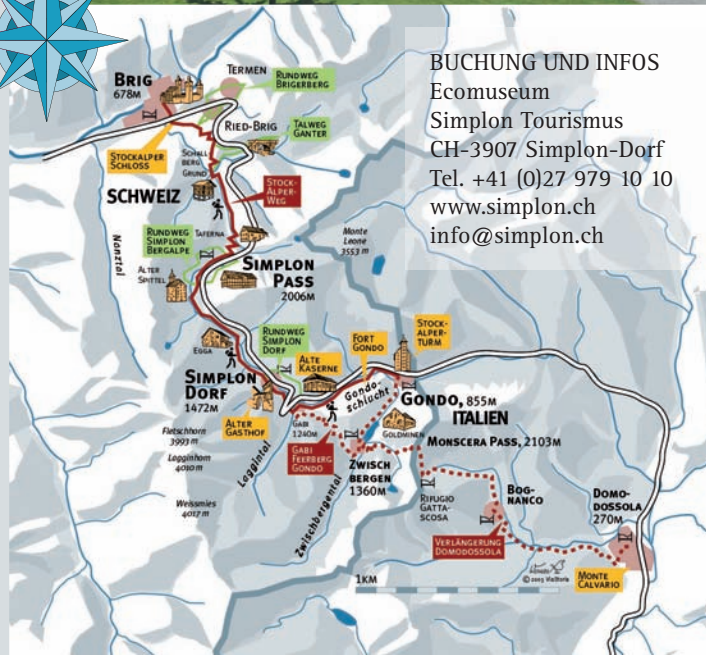 BUCHUNG UND INFOS
Ecomuseum
Simplon Tourismus
CH-3907 Simplon-Dorf
Tel. +41 (0)27 979 10 10
www.simplon.ch
info@simplon.ch
BRIG
678M
TERMEN
RUNDWEG
BRIGERBERG
RIED-BRIG
TALWEG
GANTER
STOCKALPER
SCHLOSS
SCHALL
BERG
GRUND
SCHWEIZ
STOCK-
ALPER-
WEG
Nanztal
RUNDWEG
SIMPLON
BERGALPE
TAFERNA
Monte
Leone
3553 m
ALTER
SPITTEL
SIMPLON
PASS
2006M
EGGA
RUNDWEG
SIMPLON
DORF
ALTE
KASERNE
FORT
GONDO
STOCK-
ALPER-
TURM
SIMPLON
DORF
1472M
Gondo-
schlucht
GONDO, 855M
ITALIEN
ALTER
GASTHOF
GABI
1240M
GOLDMINEN
MONSCERA PASS, 2103M
Fletschhorn
3993 m
Lagginhorn
4010 m
Weissmies
4017 m
Laggintal
GABI
FEERBERG
GONDO
ZWISCH
BERGEN
1360M
Zwischbergental
RIFUGIO
GATTA-
SCOSA
BOG-
NANCO
DOMO-
DOSSOLA
270M
VERLÄNGERUNG
DOMODOSSOLA
MONTE
CALVARIO
1KM